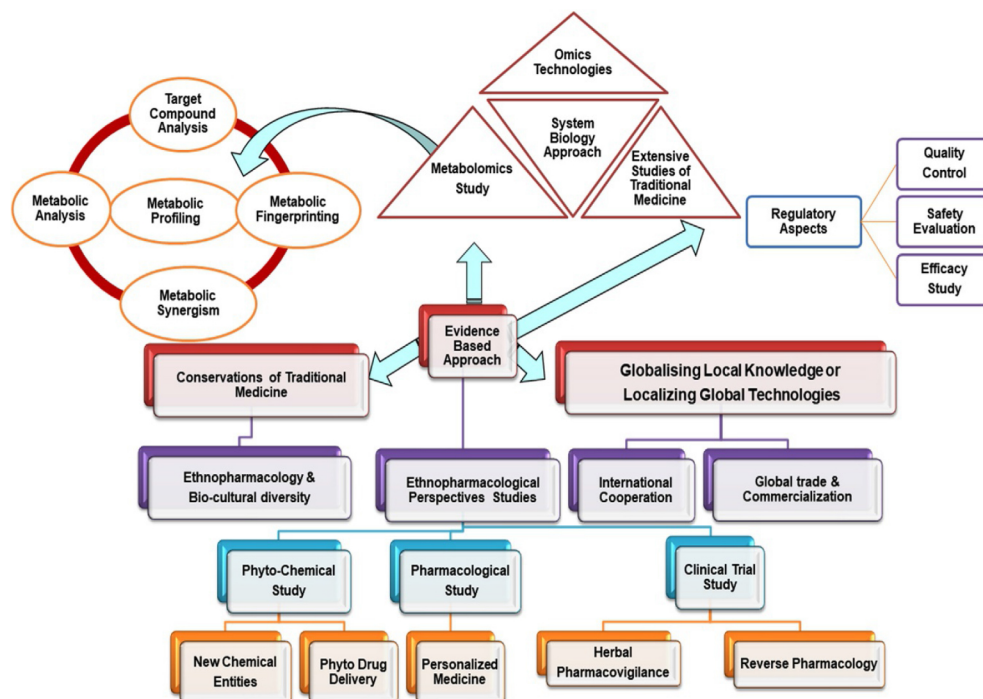 Omics
Technologies
System
Biology
Approach
Metabolomics
Study
Extensive
Studies of
Traditional
Medicine
Target
Compound
Analysis
Metabolic
Analysis
Metabolic
Profiling
Metabolic
Fingerprinting
Metabolic
Synergism
Regulatory
Aspects
Quality
Control
Safety
Evaluation
Efficacy
Study
Evidence
Based
Approach
Conservations of Traditional
Medicine
Globalising Local Knowledge or
Localizing Global Technologies
Ethnopharmacology &
Bio-cultural diversity
Ethnopharmacological
Perspectives Studies
International
Cooperation
Global trade &
Commercialization
Phyto-Chemical
Study
Pharmacological
Study
Clinical Trial
Study
New Chemical
Entities
Phyto Drug
Delivery
Personalized
Medicine
Herbal
Pharmacovigilance
Reverse Pharmacology